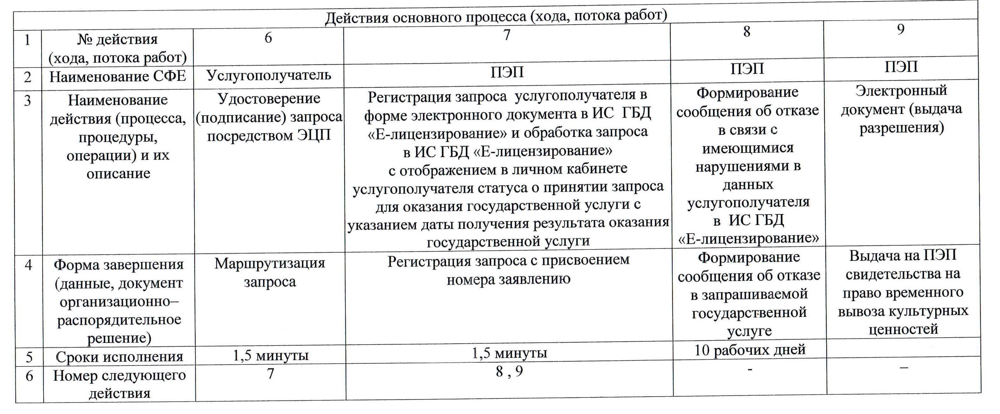 Действия основного процесса (хода, потока работ)
1
№ действия
(хода, потока работ)
6
7
8
9
2
Наименование СФЕ
Услугополучатель
ПЭП
ПЭП
ПЭП
3
Наименование
действия (процесса,
процедуры,
операции) и их
описание
Удостоверение
(подписание) запроса
посредством ЭЦП
Регистрация запроса услугополучателя в
форме электронного документа в ИС ГБД
«Е-лицензирование» и обработка запроса
в ИС ГБД «Е-лицензирование»
с отображением в личном кабинете
услугополучателя статуса о принятии запроса
для оказания государственной услуги с
указанием даты получения результата оказания
государственной услуги
Формирование
сообщения об отказе
в связи с
имеющимися
нарушениями в
данных
услугополучателя
в ИС ГБД
«Е-лицензирование»
Электронный
документ (выдача
разрешения)
4
Форма завершения
(данные, документ
организационно–
распорядительное
решение)
Маршрутизация
запроса
Регистрация запроса с присвоением
номера заявлению
Формирование
сообщения об отказе
в запрашиваемой
государственной
услуге
Выдача на ПЭП
свидетельства на
право временного
вывоза культурных
ценностей
5
Сроки исполнения
1,5 минуты
1,5 минуты
10 рабочих дней
6
Номер следующего
действия
7
8 , 9
-
–